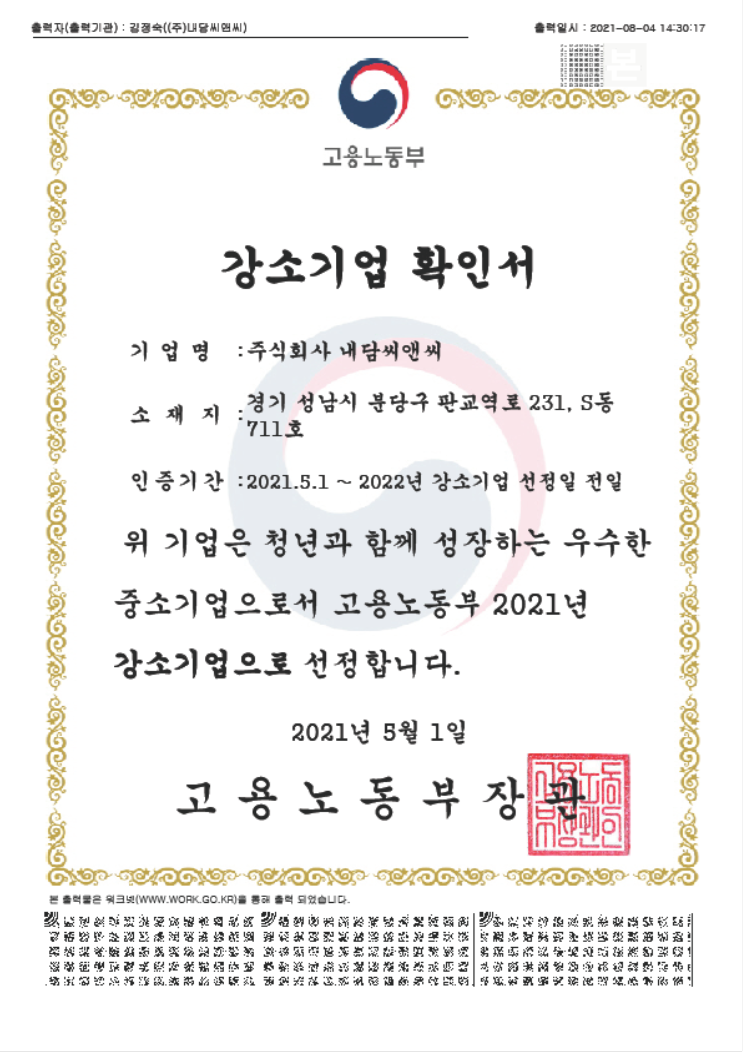 출력자(출력기관) : 김정숙((주)내담씨앤씨)
출력일시 : 2021-08-04 14:30:17
본
고용노동부
강소기업 확인서
기 업 명 :주식회사 내담씨앤씨
소 재 지 :경기 성남시 분당구 판교역로 231, S동
711호
인증기간 :2021.5.1 ~ 2022년 강소기업 선정일 전일
위 기업은 청년과 함께 성장하는 우수한
중소기업으로서 고용노동부 2021년
강소기업으로 선정합니다.
2021년 5월 1일
고 용 노 동 부 장 관
고용노동
부장관의
본 출력물은 워크넷(WWW.WORK.GO.KR)을 통해 출력 되었습니다.